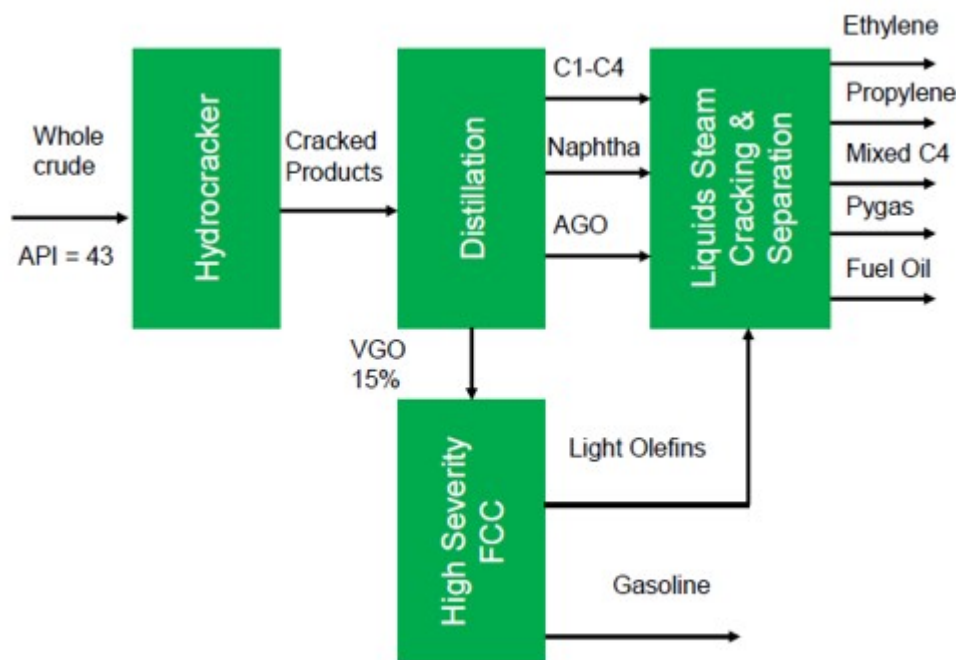 Whole
crude
API = 43
Hydrocracker
Cracked
Products
Distillation
C1-C4
Naphtha
AGO
Liquids Steam
Cracking &
Separation
Ethylene
Propylene
Mixed C4
Pygas
Fuel Oil
VGO
15%
High Severity
FCC
Light Olefins
Gasoline